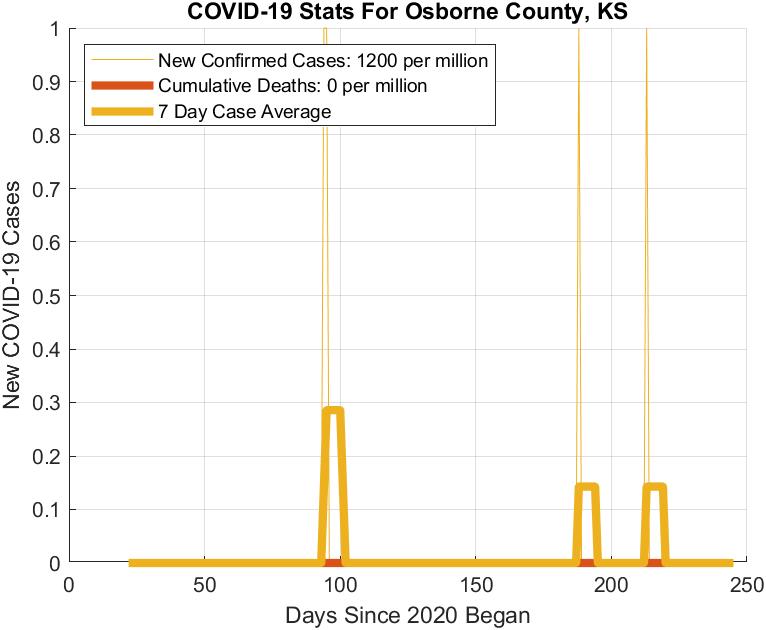 COVID-19 Stats For Osborne County, KS
New Confirmed Cases: 1200 per million
Cumulative Deaths: 0 per million
7 Day Case Average
New COVID-19 Cases
1
0.9
0.8
0.7
0.6
0.5
0.4
0.3
0.2
0.1
0
0 50 100 150 200 250
Days Since 2020 Began